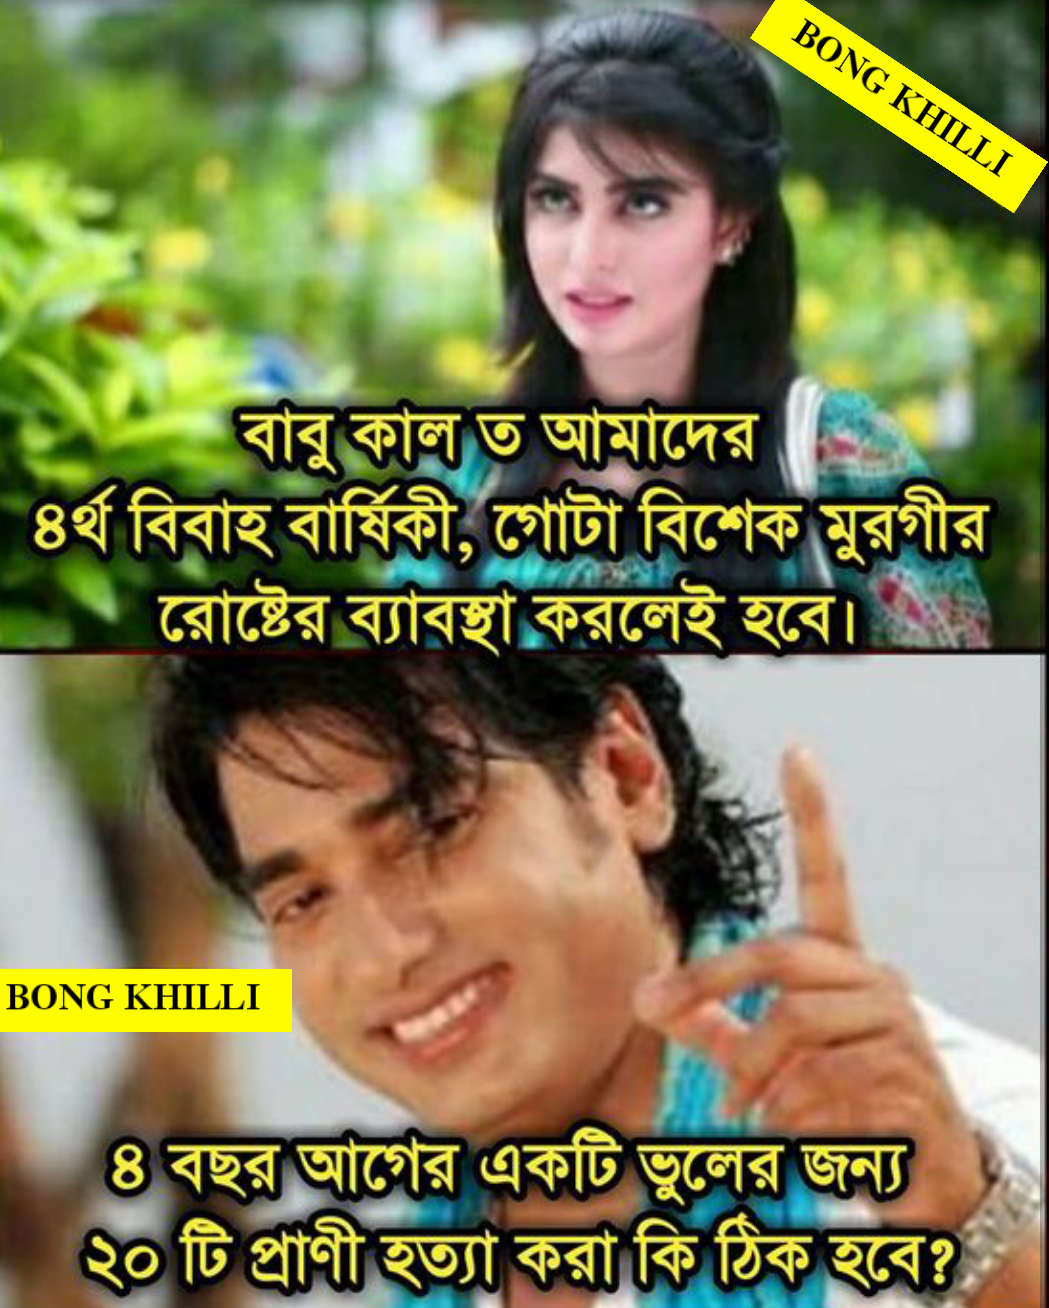 BONG KHILLI
বাবু কাল ত আমাদের
৪র্থ বিবাহ বার্ষিকী, গোটা বিশেক মুরগীর
রোষ্টের ব্যাবস্থা করলেই হবে।
BONG KHILLI
৪ বছর আগের একটি ভুলের জন্য
২০ টি প্রাণী হত্যা করা কি ঠিক হবে?